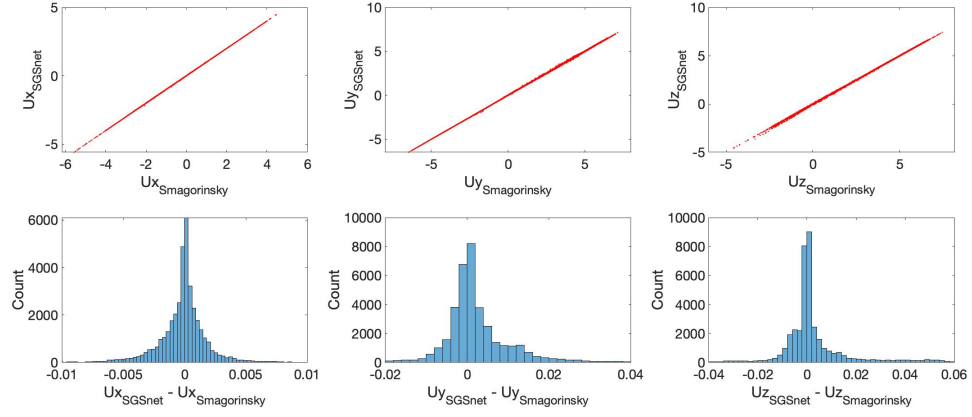 5
0
-5
-6 -4 -2 0 2 4 6
Ux_SGSnet
Ux_Smagorinsky
10
5
0
-5
-5 0 5
Uy_SGSnet
Uy_Smagorinsky
10
5
0
-5
-5 0 5
Uz_SGSnet
Uz_Smagorinsky
6000
4000
2000
0
Count
-0.01 -0.005 0 0.005 0.01
Ux_SGSnet - Ux_Smagorinsky
10000
8000
6000
4000
2000
0
Count
-0.02 0 0.02 0.04
Uy_SGSnet - Uy_Smagorinsky
10000
8000
6000
4000
2000
0
Count
-0.04 -0.02 0 0.02 0.04 0.06
Uz_SGSnet - Uz_Smagorinsky